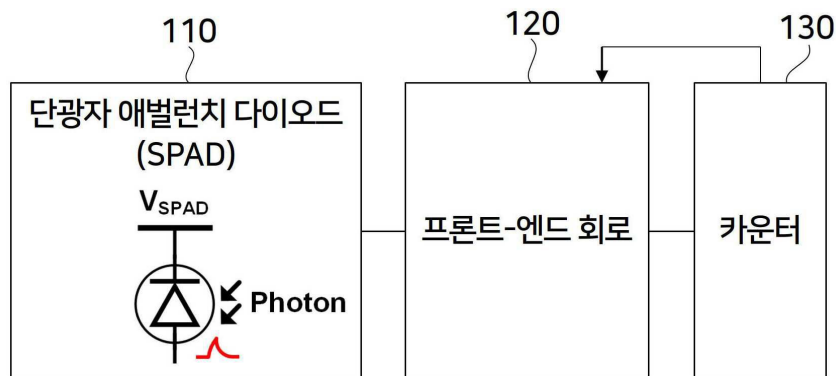 110
120
130
단광자 애벌런치 다이오드
(SPAD)
VSPAD
Photon
프론트-엔드 회로
카운터